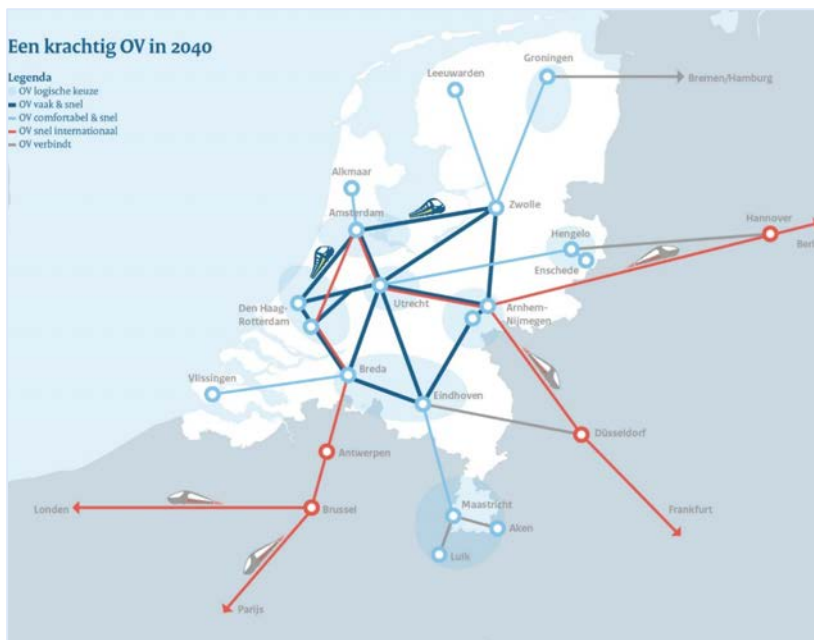 Een krachtig OV in 2040
Legenda
OV logische keuze
OV vaak & snel
OV comfortabel & snel
OV snel internationaal
OV verbindt
Groningen
Leeuwarden
Bremen/Hamburg
Alkmaar
Amsterdam
Zwolle
Hannover
Hengelo
Enschede
Utrecht
Den Haag-
Rotterdam
Arnhem-
Nijmegen
Breda
Vlissingen
Eindhoven
Düsseldorf
Antwerpen
Londen
Brussel
Maastricht
Aken
Frankfurt
Luik
Parijs